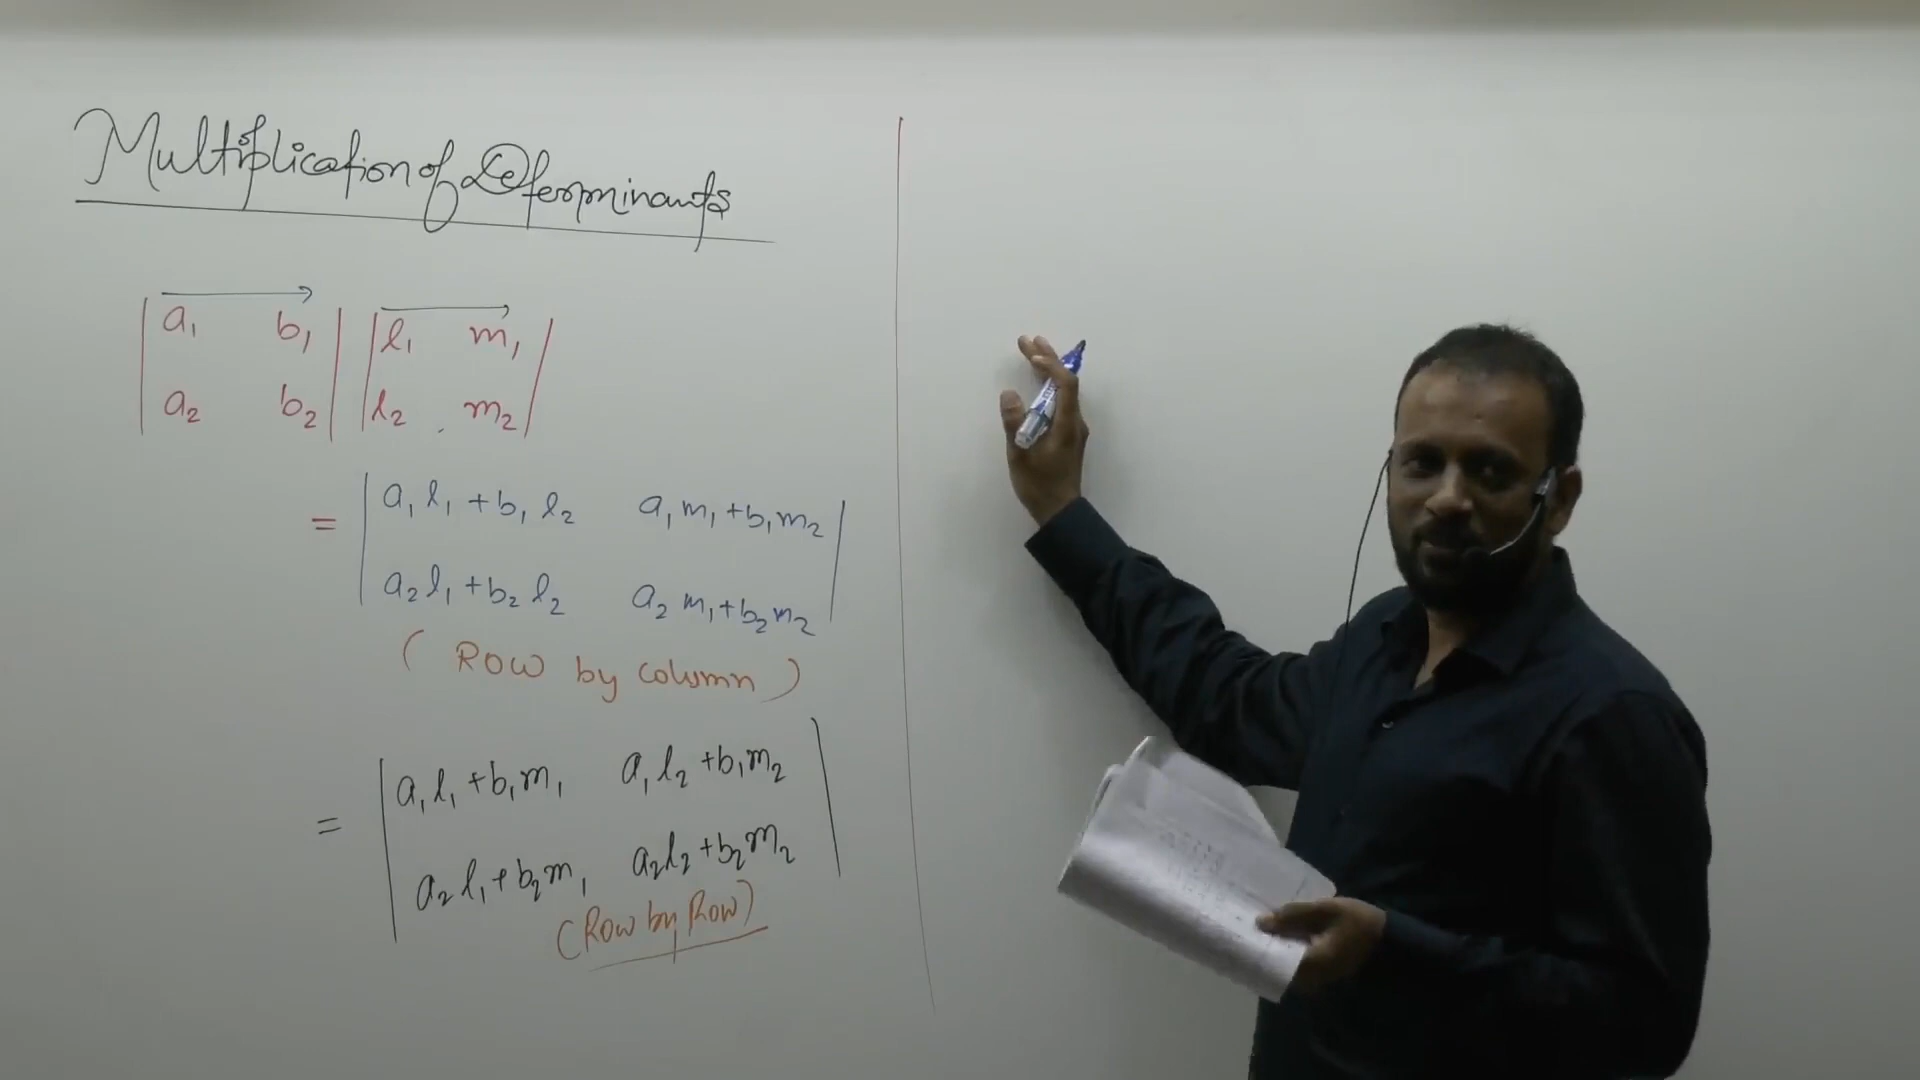 Multiplication of Determinants
| a₁ b₁ | | l₁ m₁ |
| a₂ b₂ | | l₂ m₂ |
= | a₁l₁+b₁l₂ a₁m₁+b₁m₂ |
| a₂l₁+b₂l₂ a₂m₁+b₂m₂ |
( Row by column )
= | a₁l₁+b₁m₁ a₁l₂+b₁m₂ |
| a₂l₁+b₂m₁ a₂l₂+b₂m₂ |
(Row by Row)